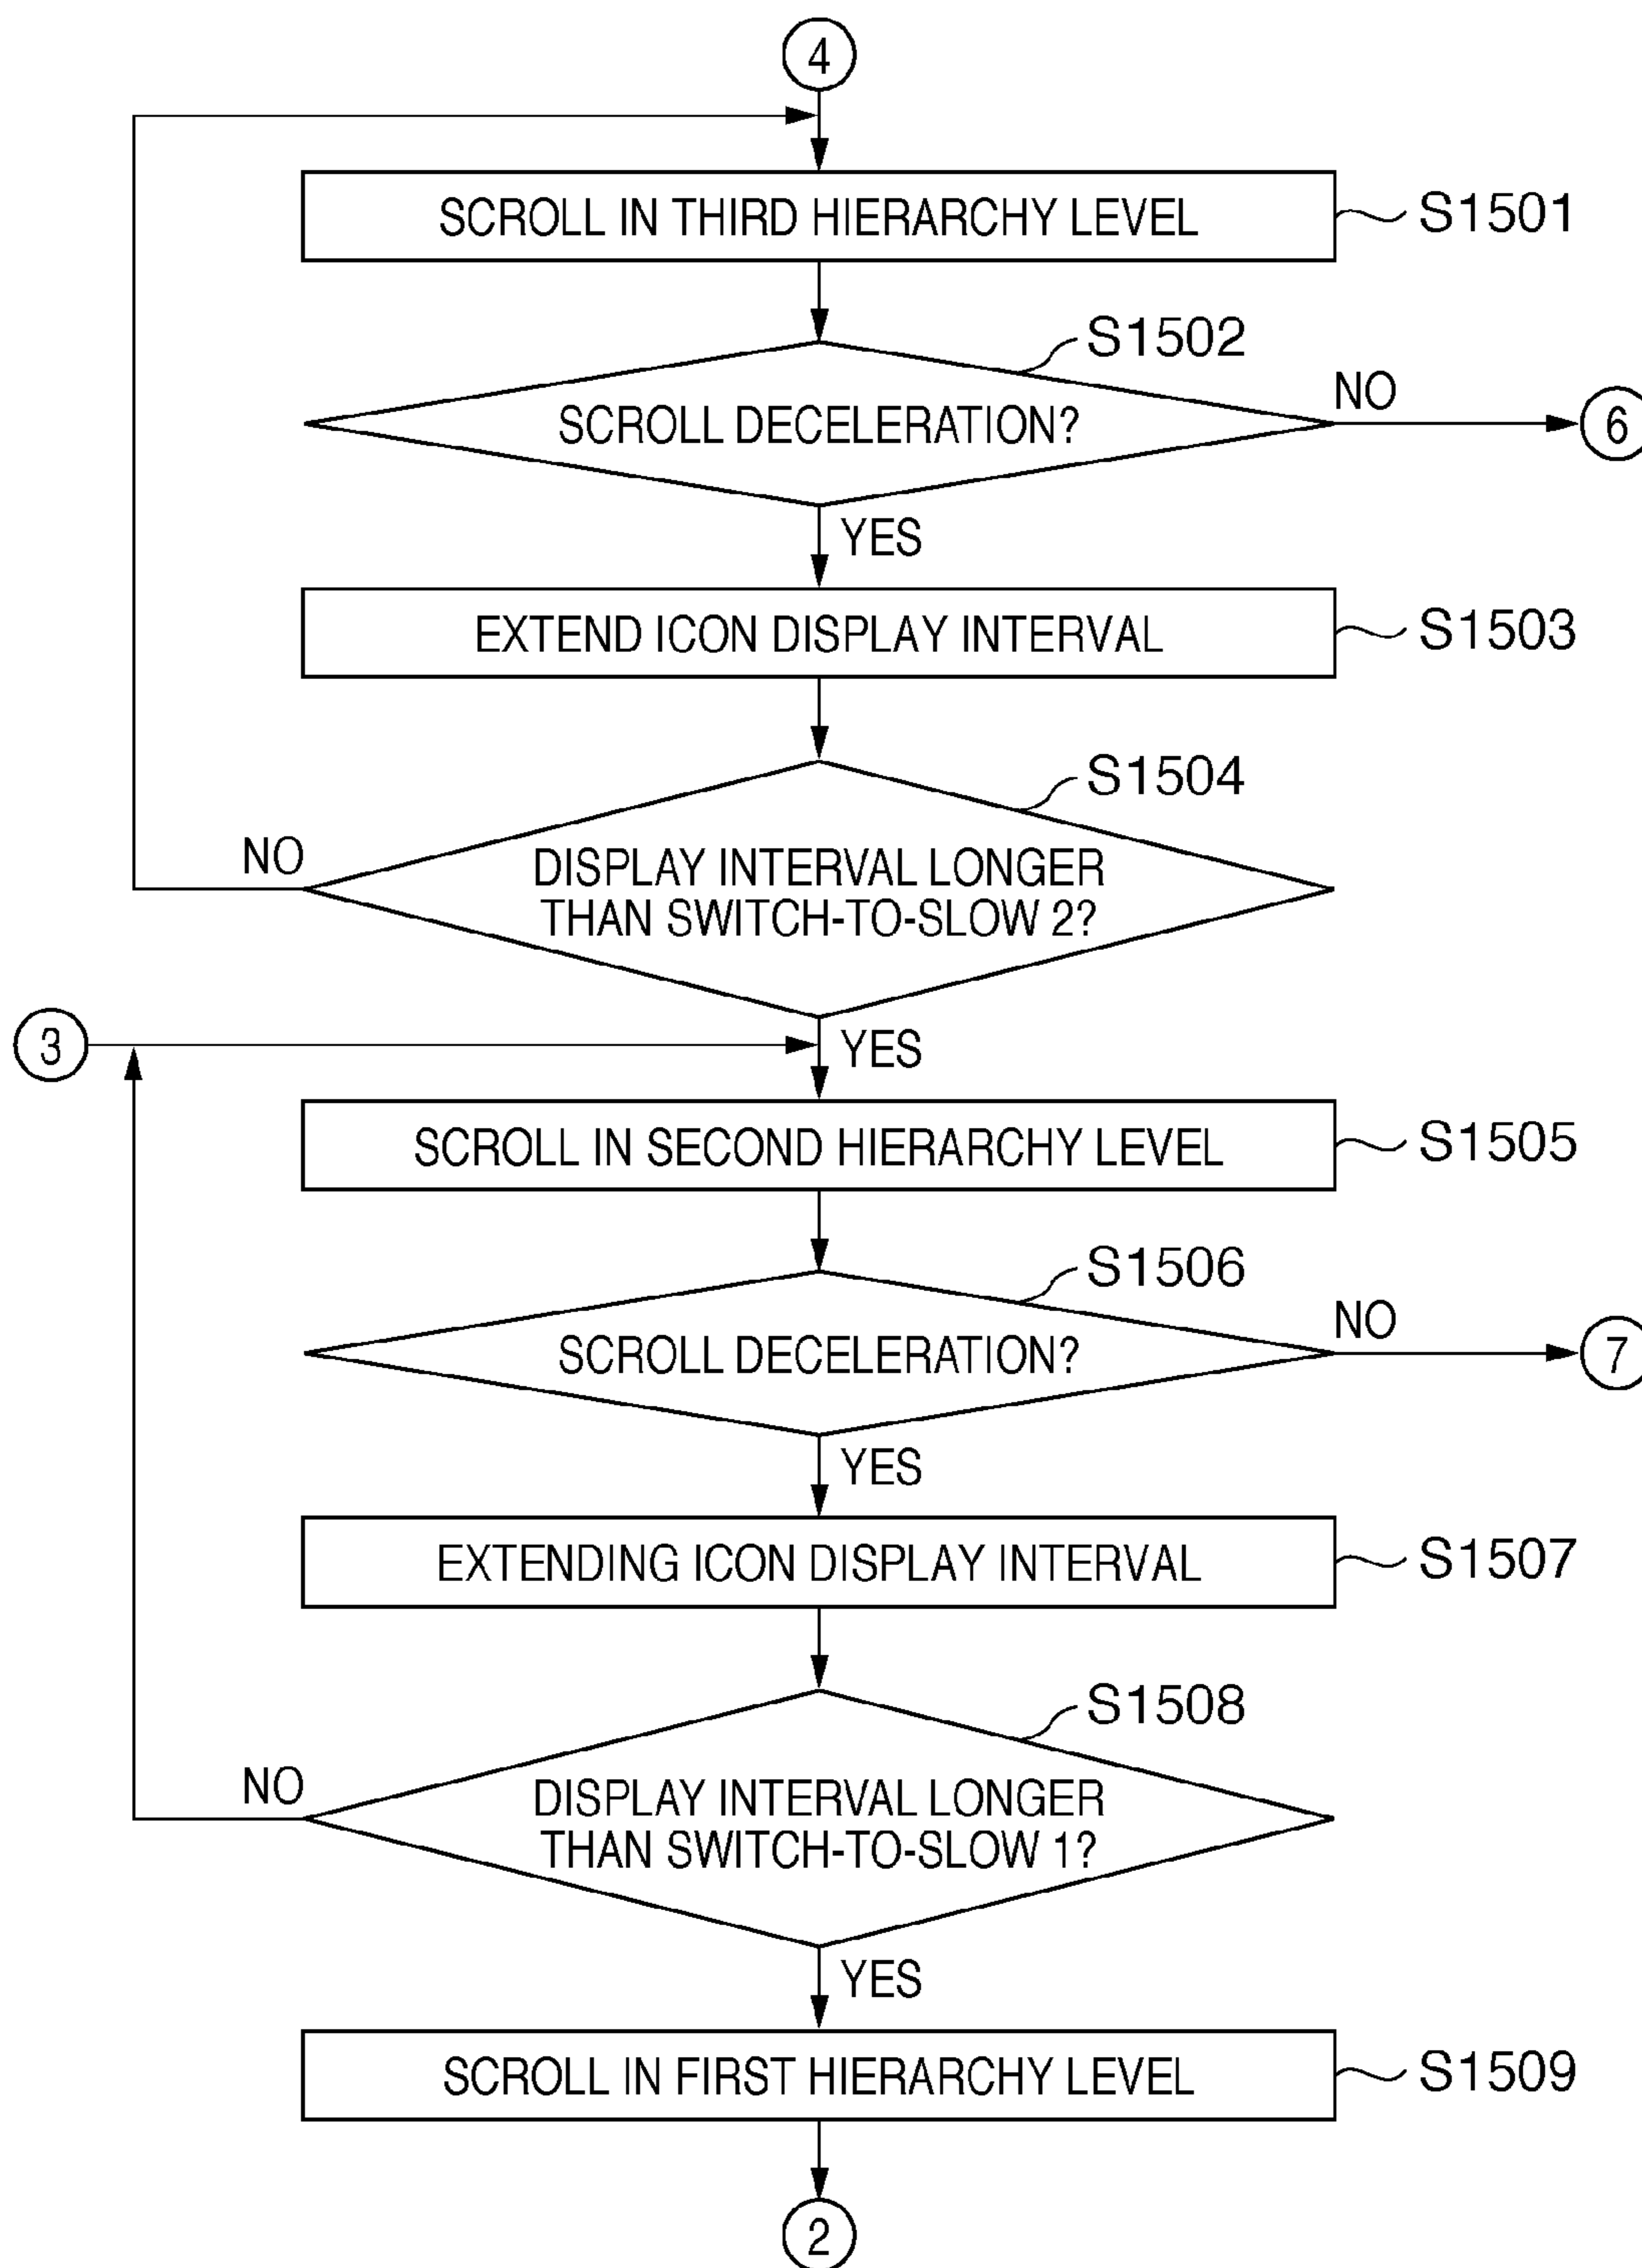 4
SCROLL IN THIRD HIERARCHY LEVEL
S1501
S1502
SCROLL DECELERATION?
NO
6
YES
EXTEND ICON DISPLAY INTERVAL
S1503
S1504
NO
DISPLAY INTERVAL LONGER
THAN SWITCH-TO-SLOW 2?
3
YES
SCROLL IN SECOND HIERARCHY LEVEL
S1505
S1506
SCROLL DECELERATION?
NO
7
YES
EXTENDING ICON DISPLAY INTERVAL
S1507
S1508
NO
DISPLAY INTERVAL LONGER
THAN SWITCH-TO-SLOW 1?
YES
SCROLL IN FIRST HIERARCHY LEVEL
S1509
2